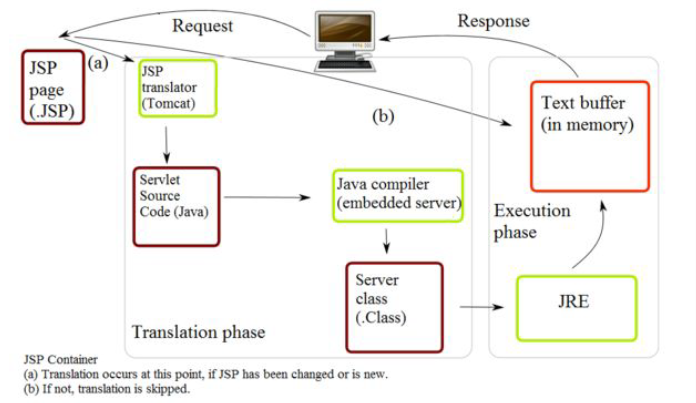 Request
Response
JSP
page
(.JSP)
(a)
JSP
translator
(Tomcat)
(b)
Text buffer
(in memory)
Servlet
Source
Code (Java)
Java compiler
(embedded server)
Execution
phase
Server
class
(.Class)
JRE
Translation phase
JSP Container
(a) Translation occurs at this point, if JSP has been changed or is new.
(b) If not, translation is skipped.